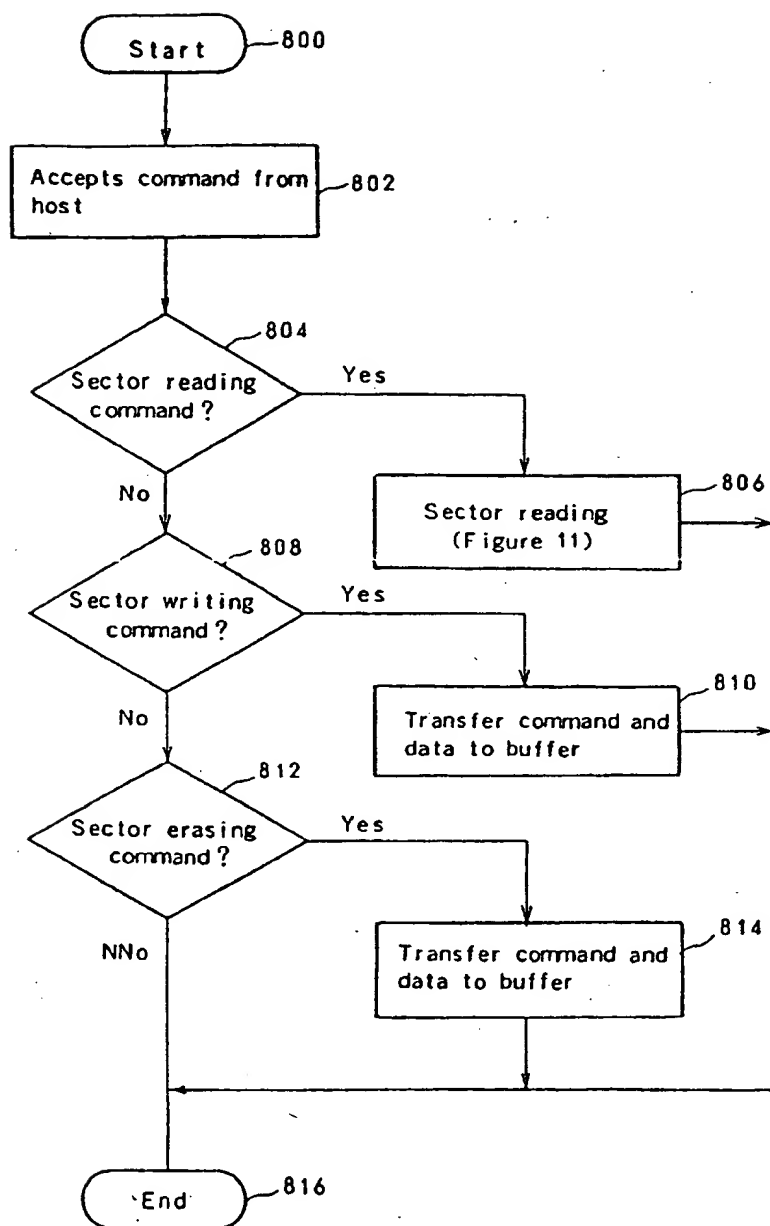 Start
800
Accepts command from
host
802
804
Sector reading
command?
Yes
No
806
Sector reading
(Figure 11)
808
Sector writing
command?
Yes
No
810
Transfer command and
data to buffer
812
Sector erasing
command?
Yes
NNo
814
Transfer command and
data to buffer
End
816